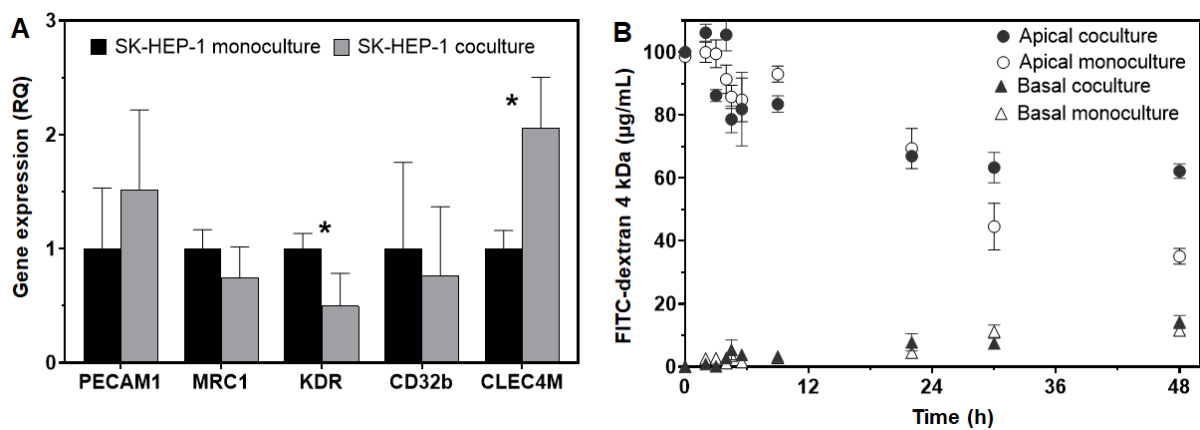 A
Gene expression (RQ)
3
2
1
0
SK-HEP-1 monoculture
SK-HEP-1 coculture
*
*
PECAM1 MRC1 KDR CD32b CLEC4M
B
FITC-dextran 4 kDa (µg/mL)
100
80
60
40
20
0
Apical coculture
Apical monoculture
Basal coculture
Basal monoculture
0 12 24 36 48
Time (h)